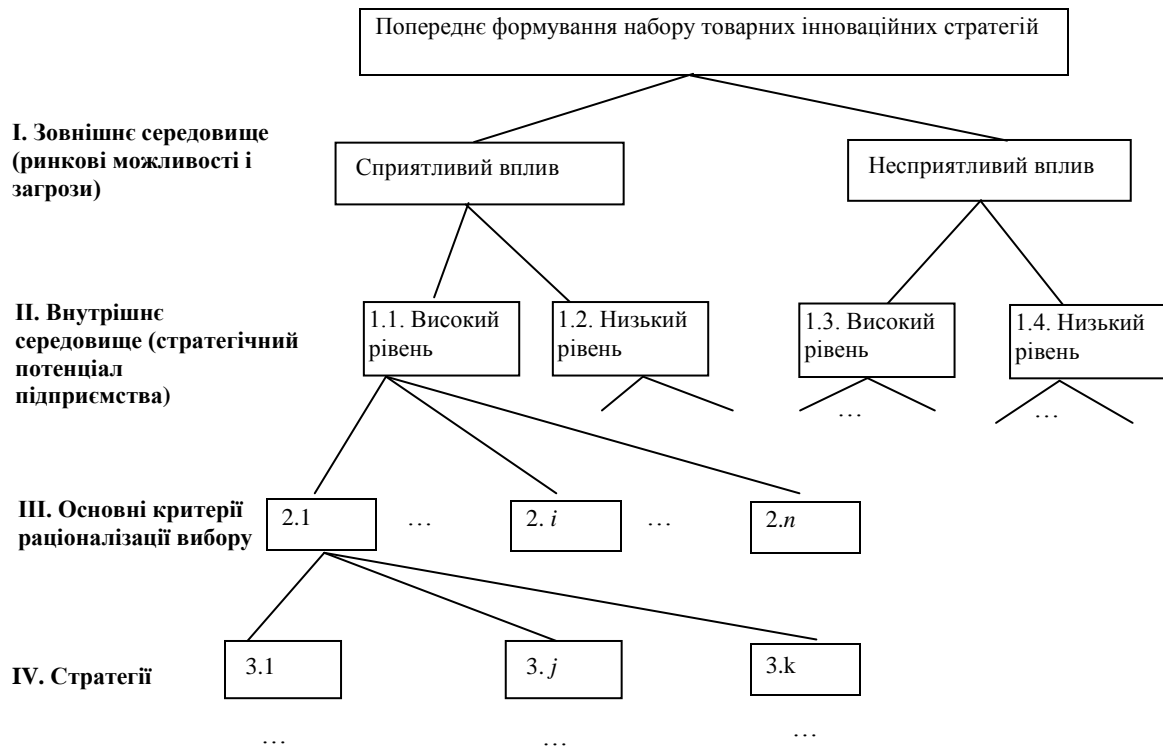 Попереднє формування набору товарних інноваційних стратегій
І. Зовнішнє середовище
(ринкові можливості і
загрози)
Сприятливий вплив
Несприятливий вплив
ІІ. Внутрішнє
середовище (стратегічний
потенціал
підприємства)
1.1. Високий
рівень
1.2. Низький
рівень
1.3. Високий
рівень
1.4. Низький
рівень
…
…
ІІІ. Основні критерії
раціоналізації вибору
2.1
…
2. i
…
2.n
IV. Стратегії
3.1
3. j
3.k
…
…
…